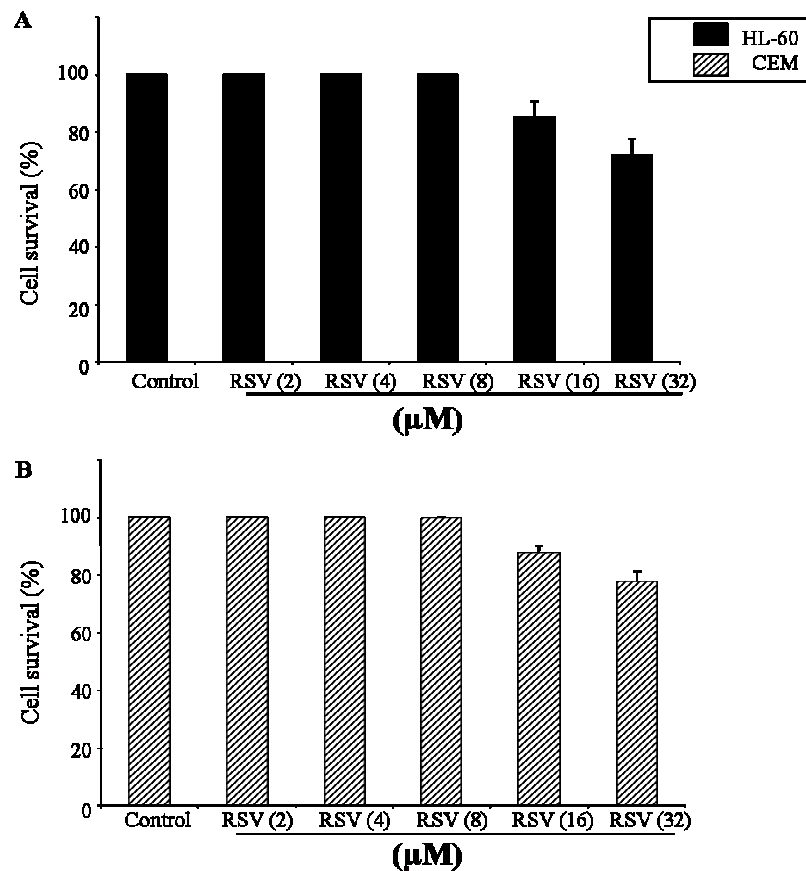 A
HL-60
CEM
Cell survival (%)
100
80
60
40
20
0
Control RSV (2) RSV (4) RSV (8) RSV (16) RSV (32)
(μM)
B
Cell survival (%)
100
80
60
40
20
0
Control RSV (2) RSV (4) RSV (8) RSV (16) RSV (32)
(μM)